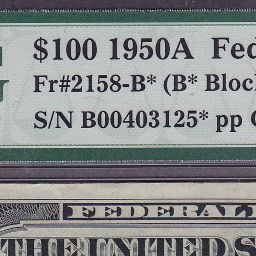 $100 1950A Fed
Fr#2158-B* (B* Bloc
S/N B00403125* pp
FEDERAL
THE UNITED S